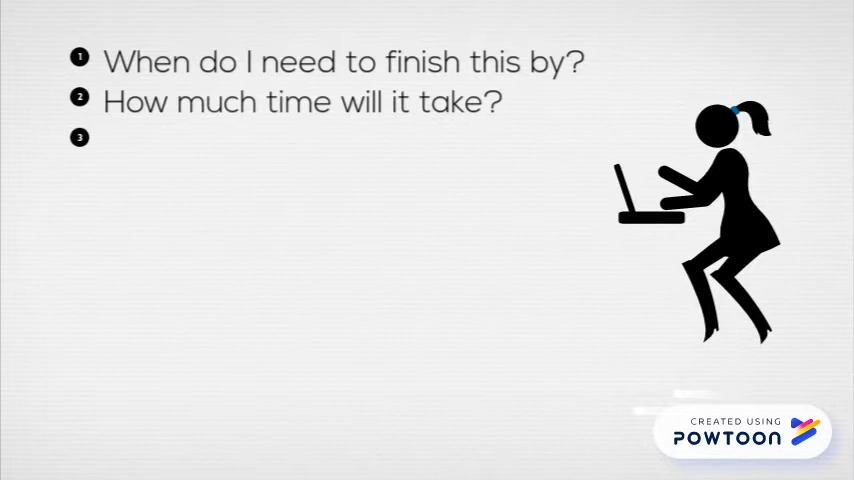 1 When do I need to finish this by?
2 How much time will it take?
3
CREATED USING
POWTOON